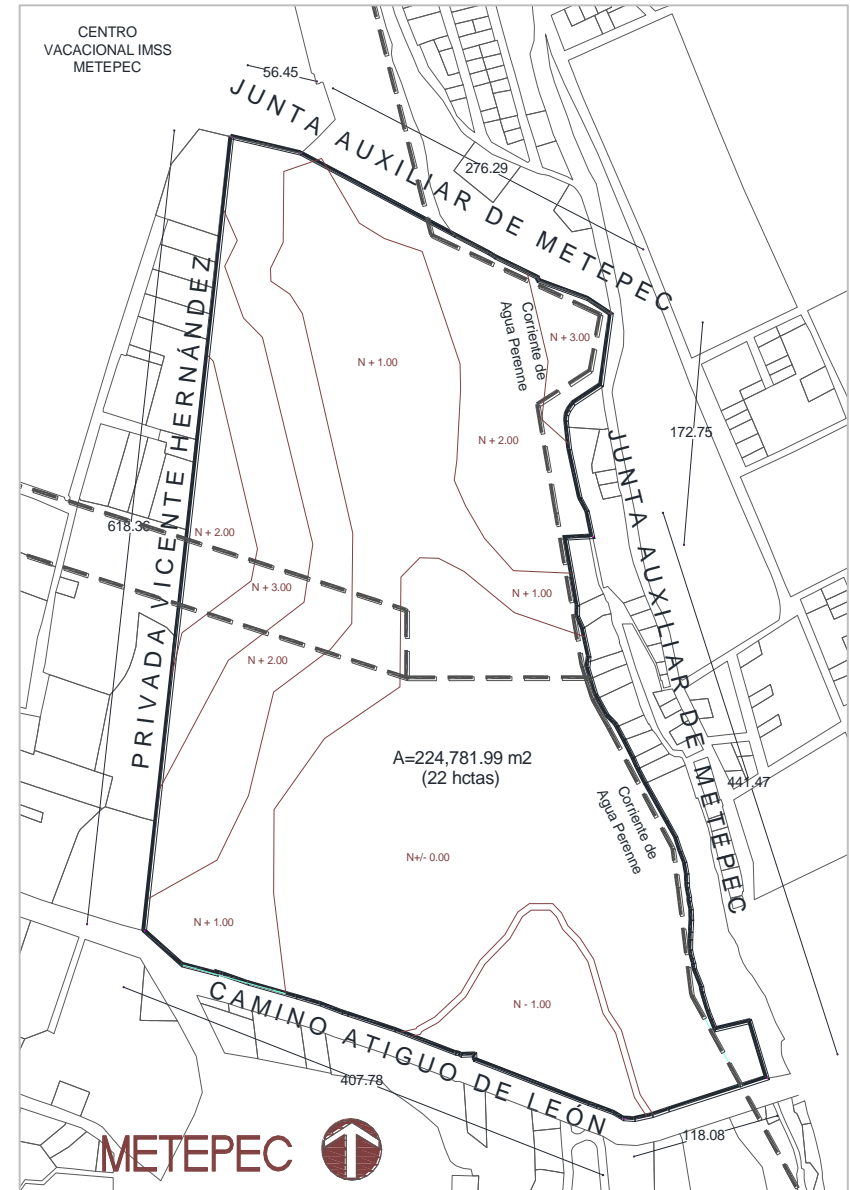 CENTRO
VACACIONAL IMSS
METEPEC
56.45
JUNTA AUXILIAR DE METEPEC
276.29
N + 3.00
Corriente de
Agua Perenne
N + 1.00
N + 2.00
172.75
PRIVADA VICENTE HERNÁNDEZ
618.36
JUNTA AUXILIAR DE METEPEC
N + 2.00
N + 3.00
N + 1.00
N + 2.00
A=224,781.99 m2
(22 hctas)
441.47
Corriente de
Agua Perenne
N+/- 0.00
N + 1.00
N - 1.00
CAMINO ATIGUO DE LEÓN
407.78
118.08
METEPEC